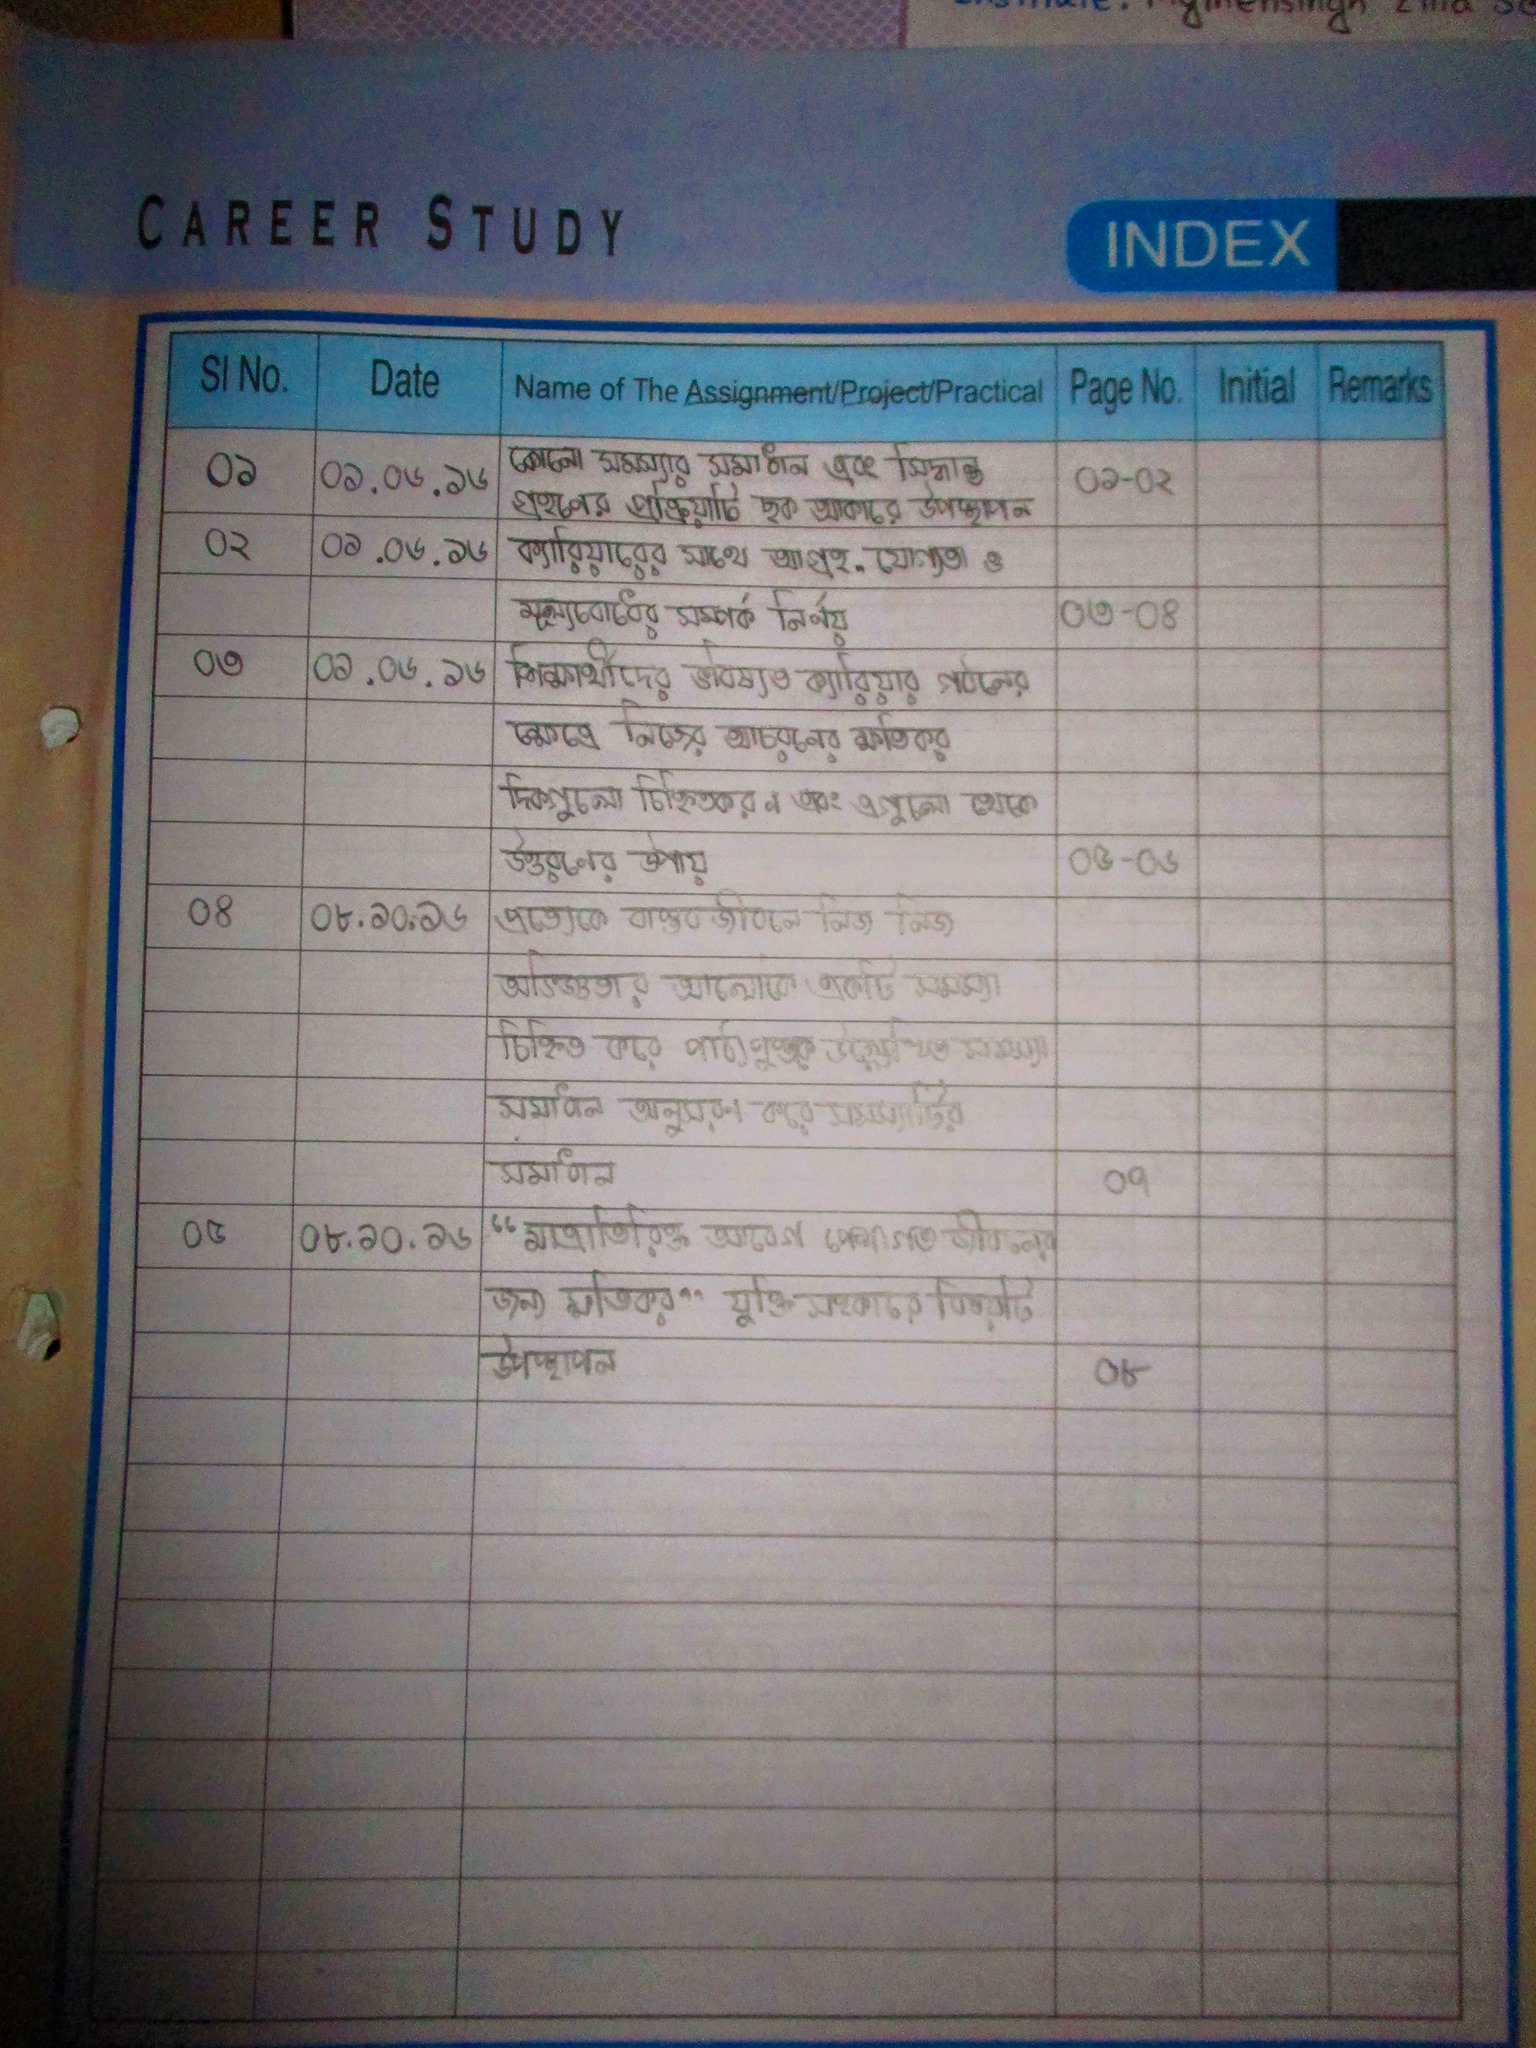 Institute: Mymensingh Zilla
CAREER STUDY
INDEX
Sl No. Date Name of The Assignment/Project/Practical Page No. Initial Remarks
০১ ০১.০৬.১৬ কোনো সমস্যার সমাধান এবং সিদ্ধান্ত ০১-০২
গ্রহণের প্রক্রিয়াটি ছক আকারে উপস্থাপন
০২ ০১.০৬.১৬ ক্যারিয়ারের সাথে আগ্রহ, যোগ্যতা ও
মূল্যবোধের সম্পর্ক নির্ণয় ০৩-০৪
০৩ ০১.০৬.১৬ শিক্ষার্থীদের ভবিষ্যত ক্যারিয়ার গঠনের
ক্ষেত্রে নিজের আচরনের ক্ষতিকর
দিকগুলো চিহ্নিতকরণ এবং এগুলো থেকে
উত্তরনের উপায় ০৫-০৬
০৪ ০৮.১০.১৬ প্রত্যেকে বাস্তব জীবনে নিজ নিজ
অভিজ্ঞতার আলোকে একটি সমস্যা
চিহ্নিত করে পাঠ্যপুস্তকে উল্লেখিত সমস্যা
সমাধান অনুসরণ করে সমস্যাটির
সমাধান ০৭
০৫ ০৮.১০.১৬ "মাত্রাতিরিক্ত আবেগ পেশাগত জীবনের
জন্য ক্ষতিকর" যুক্তি সহকারে বিষয়টি
উপস্থাপন ০৮